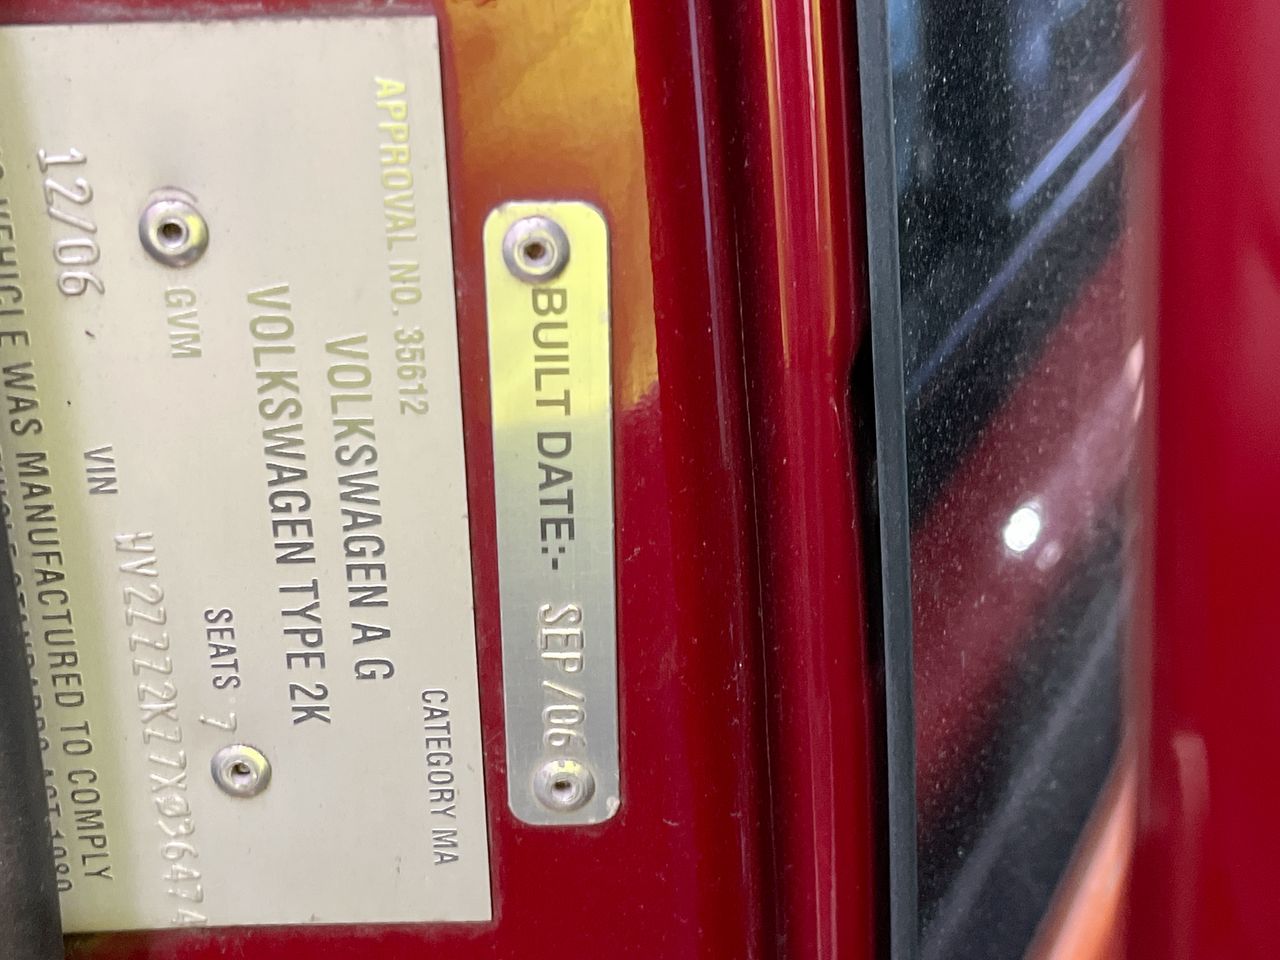 BUILT DATE:- SEP/06
CATEGORY MA
APPROVAL NO. 35612
VOLKSWAGEN A G
VOLKSWAGEN TYPE 2K
SEATS 7
GVM
VIN WV2ZZZ2KZ7X036474
12/06
VEHICLE WAS MANUFACTURED TO COMPLY